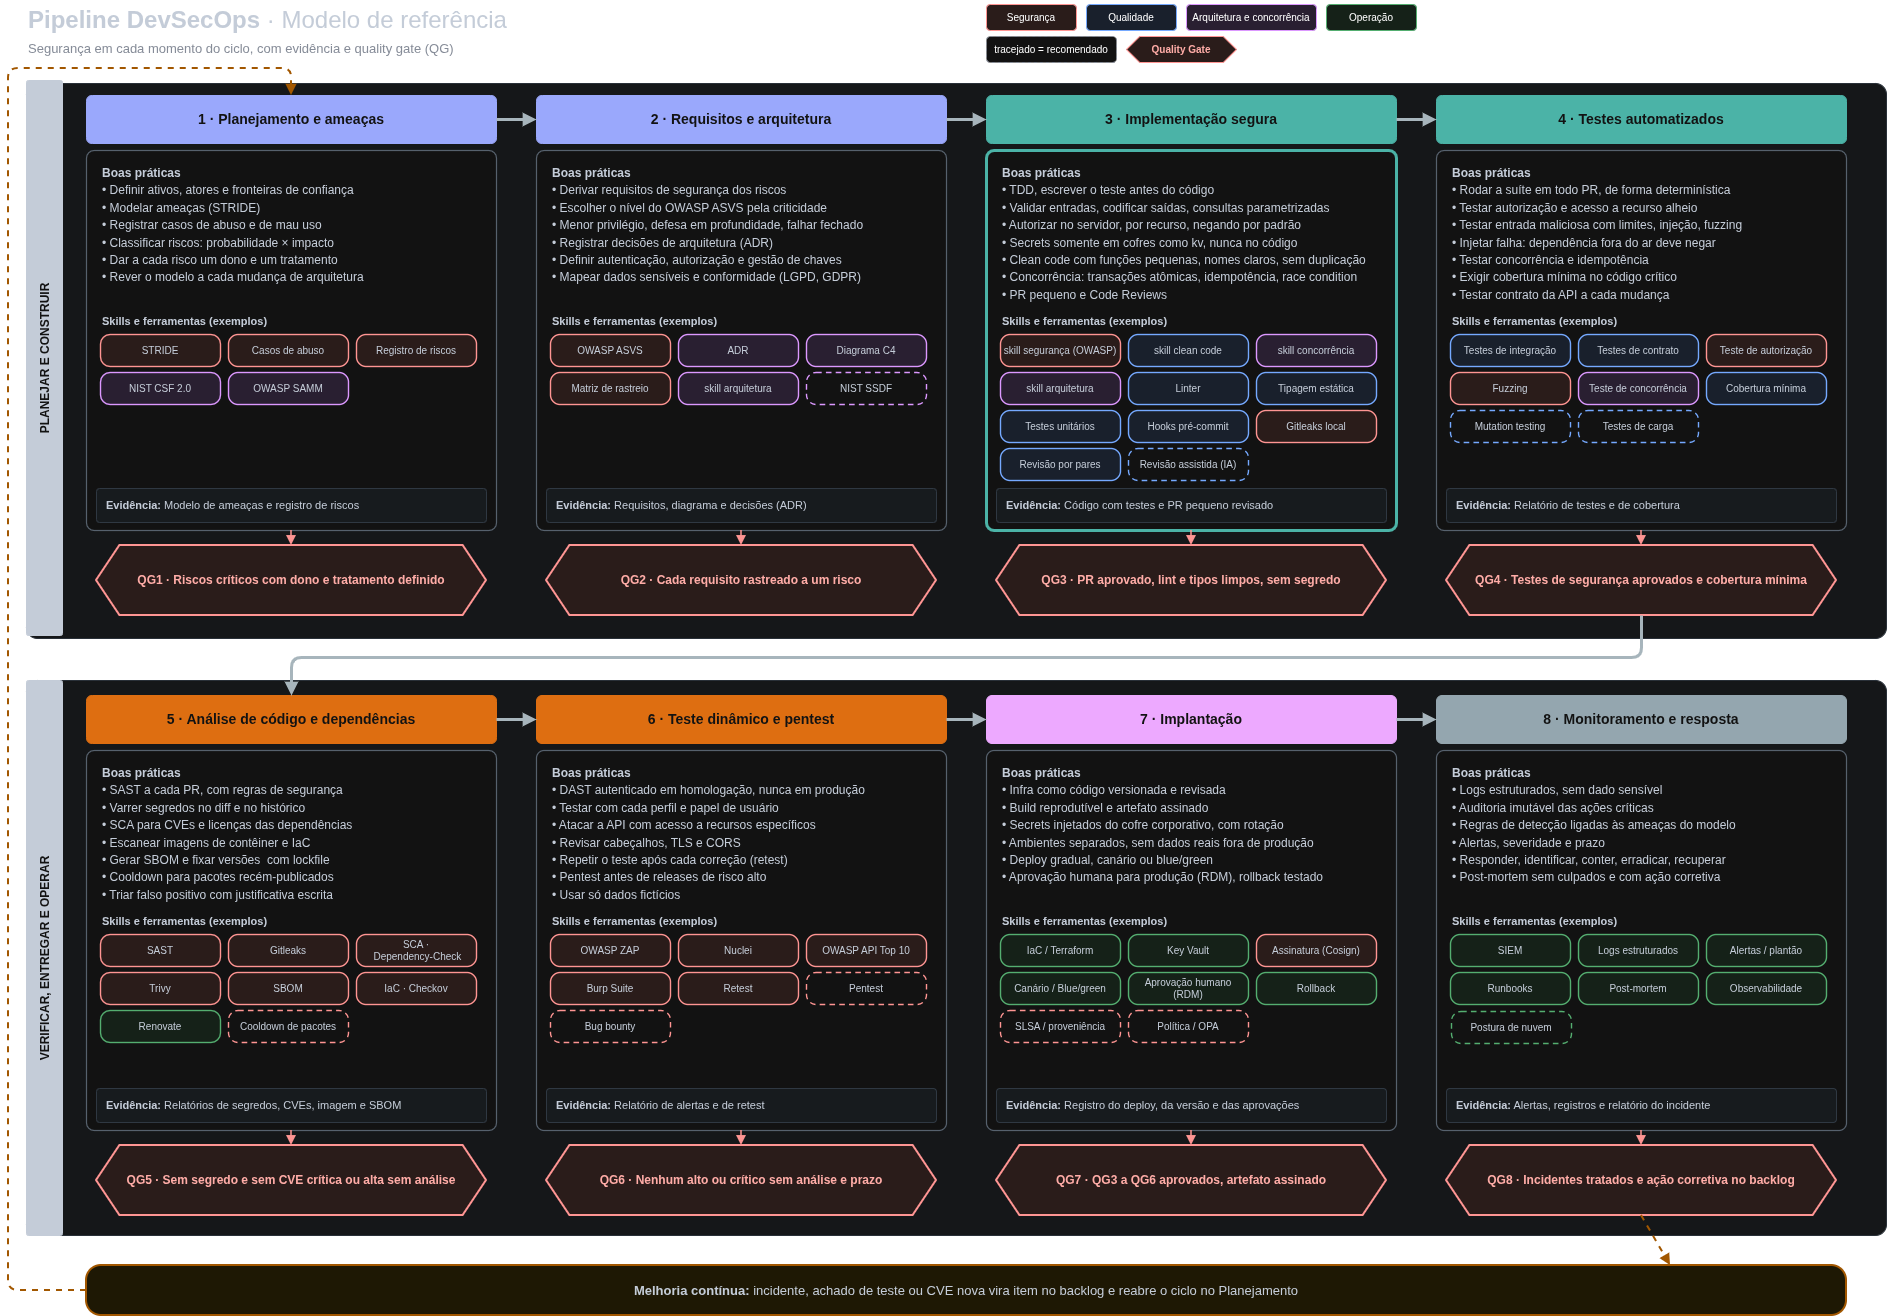 Pipeline DevSecOps · Modelo de referência
Segurança em cada momento do ciclo, com evidência e quality gate (QG)
Segurança
Qualidade
Arquitetura e concorrência
Operação
tracejado = recomendado
Quality Gate
PLANEJAR E CONSTRUIR
1 · Planejamento e ameaças
Boas práticas
• Definir ativos, atores e fronteiras de confiança
• Modelar ameaças (STRIDE)
• Registrar casos de abuso e de mau uso
• Classificar riscos: probabilidade × impacto
• Dar a cada risco um dono e um tratamento
• Rever o modelo a cada mudança de arquitetura
Skills e ferramentas (exemplos)
STRIDE
Casos de abuso
Registro de riscos
NIST CSF 2.0
OWASP SAMM
Evidência: Modelo de ameaças e registro de riscos
QG1 · Riscos críticos com dono e tratamento definido
2 · Requisitos e arquitetura
Boas práticas
• Derivar requisitos de segurança dos riscos
• Escolher o nível do OWASP ASVS pela criticidade
• Menor privilégio, defesa em profundidade, falhar fechado
• Registrar decisões de arquitetura (ADR)
• Definir autenticação, autorização e gestão de chaves
• Mapear dados sensíveis e conformidade (LGPD, GDPR)
Skills e ferramentas (exemplos)
OWASP ASVS
ADR
Diagrama C4
Matriz de rastreio
skill arquitetura
NIST SSDF
Evidência: Requisitos, diagrama e decisões (ADR)
QG2 · Cada requisito rastreado a um risco
3 · Implementação segura
Boas práticas
• TDD, escrever o teste antes do código
• Validar entradas, codificar saídas, consultas parametrizadas
• Autorizar no servidor, por recurso, negando por padrão
• Secrets somente em cofres como kv, nunca no código
• Clean code com funções pequenas, nomes claros, sem duplicação
• Concorrência: transações atômicas, idempotência, race condition
• PR pequeno e Code Reviews
Skills e ferramentas (exemplos)
skill segurança (OWASP)
skill clean code
skill concorrência
skill arquitetura
Linter
Tipagem estática
Testes unitários
Hooks pré-commit
Gitleaks local
Revisão por pares
Revisão assistida (IA)
Evidência: Código com testes e PR pequeno revisado
QG3 · PR aprovado, lint e tipos limpos, sem segredo
4 · Testes automatizados
Boas práticas
• Rodar a suíte em todo PR, de forma determinística
• Testar autorização e acesso a recurso alheio
• Testar entrada maliciosa com limites, injeção, fuzzing
• Injetar falha: dependência fora do ar deve negar
• Testar concorrência e idempotência
• Exigir cobertura mínima no código crítico
• Testar contrato da API a cada mudança
Skills e ferramentas (exemplos)
Testes de integração
Testes de contrato
Teste de autorização
Fuzzing
Teste de concorrência
Cobertura mínima
Mutation testing
Testes de carga
Evidência: Relatório de testes e de cobertura
QG4 · Testes de segurança aprovados e cobertura mínima
VERIFICAR, ENTREGAR E OPERAR
5 · Análise de código e dependências
Boas práticas
• SAST a cada PR, com regras de segurança
• Varrer segredos no diff e no histórico
• SCA para CVEs e licenças das dependências
• Escanear imagens de contêiner e IaC
• Gerar SBOM e fixar versões  com lockfile
• Cooldown para pacotes recém-publicados
• Triar falso positivo com justificativa escrita
Skills e ferramentas (exemplos)
SAST
Gitleaks
SCA ·
Dependency-Check
Trivy
SBOM
IaC · Checkov
Renovate
Cooldown de pacotes
Evidência: Relatórios de segredos, CVEs, imagem e SBOM
QG5 · Sem segredo e sem CVE crítica ou alta sem análise
6 · Teste dinâmico e pentest
Boas práticas
• DAST autenticado em homologação, nunca em produção
• Testar com cada perfil e papel de usuário
• Atacar a API com acesso a recursos específicos
• Revisar cabeçalhos, TLS e CORS
• Repetir o teste após cada correção (retest)
• Pentest antes de releases de risco alto
• Usar só dados fictícios
Skills e ferramentas (exemplos)
OWASP ZAP
Nuclei
OWASP API Top 10
Burp Suite
Retest
Pentest
Bug bounty
Evidência: Relatório de alertas e de retest
QG6 · Nenhum alto ou crítico sem análise e prazo
7 · Implantação
Boas práticas
• Infra como código versionada e revisada
• Build reprodutível e artefato assinado
• Secrets injetados do cofre corporativo, com rotação
• Ambientes separados, sem dados reais fora de produção
• Deploy gradual, canário ou blue/green
• Aprovação humana para produção (RDM), rollback testado
Skills e ferramentas (exemplos)
IaC / Terraform
Key Vault
Assinatura (Cosign)
Canário / Blue/green
Aprovação humano
(RDM)
Rollback
SLSA / proveniência
Política / OPA
Evidência: Registro do deploy, da versão e das aprovações
QG7 · QG3 a QG6 aprovados, artefato assinado
8 · Monitoramento e resposta
Boas práticas
• Logs estruturados, sem dado sensível
• Auditoria imutável das ações críticas
• Regras de detecção ligadas às ameaças do modelo
• Alertas, severidade e prazo
• Responder, identificar, conter, erradicar, recuperar
• Post-mortem sem culpados e com ação corretiva
Skills e ferramentas (exemplos)
SIEM
Logs estruturados
Alertas / plantão
Runbooks
Post-mortem
Observabilidade
Postura de nuvem
Evidência: Alertas, registros e relatório do incidente
QG8 · Incidentes tratados e ação corretiva no backlog
Melhoria contínua: incidente, achado de teste ou CVE nova vira item no backlog e reabre o ciclo no Planejamento